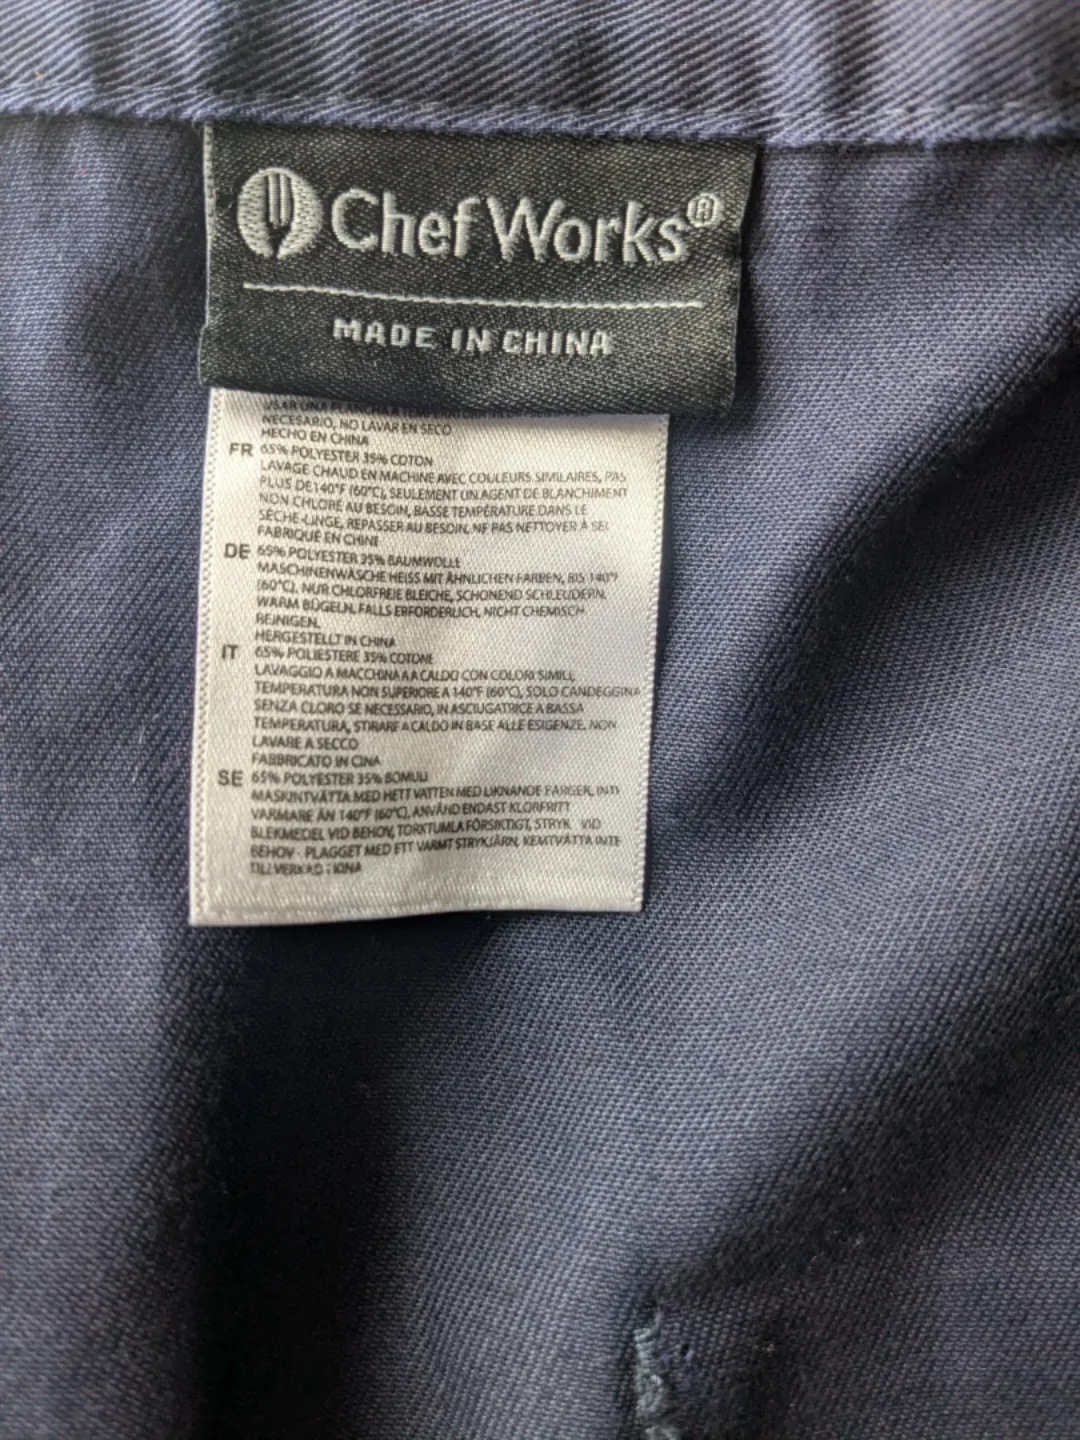 Chef Works®
MADE IN CHINA
USAR UNA PLANCHA A
NECESARIO, NO LAVAR EN SECO
HECHO EN CHINA
FR 65% POLYESTER 35% COTON
LAVAGE CHAUD EN MACHINE AVEC COULEURS SIMILAIRES, PAS
PLUS DE 140°F (60°C), SEULEMENT UN AGENT DE BLANCHIMENT
NON CHLORÉ AU BESOIN, BASSE TEMPÉRATURE DANS LE
SÈCHE-LINGE, REPASSER AU BESOIN, NE PAS NETTOYER À SEC
FABRIQUÉ EN CHINE
DE 65% POLYESTER 35% BAUMWOLLE
MASCHINENWÄSCHE HEISS MIT ÄHNLICHEN FARBEN, BIS 140°F
(60°C), NUR CHLORFREIE BLEICHE, SCHONEND SCHLEUDERN.
WARM BÜGELN, FALLS ERFORDERLICH, NICHT CHEMISCH
REINIGEN.
HERGESTELLT IN CHINA
IT 65% POLIESTERE 35% COTONE
LAVAGGIO A MACCHINA A A CALDO CON COLORI SIMILI,
TEMPERATURA NON SUPERIORE A 140°F (60°C), SOLO CANDEGGINA
SENZA CLORO SE NECESSARIO, IN ASCIUGATRICE A BASSA
TEMPERATURA, STIRARE A CALDO IN BASE ALLE ESIGENZE. NON
LAVARE A SECCO
FABBRICATO IN CINA
SE 65% POLYESTER 35% BOMULL
MASKINTVÄTTA MED HETT VATTEN MED LIKNANDE FÄRGER, INTE
VARMARE ÄN 140°F (60°C), ANVÄND ENDAST KLORFRITT
BLEKMEDEL VID BEHOV, TORKTUMLA FÖRSIKTIGT, STRYK VID
BEHOV - PLAGGET MED ETT VARMT STRYKJÄRN, KEMTVÄTTA INTE
TILLVERKAD I KINA